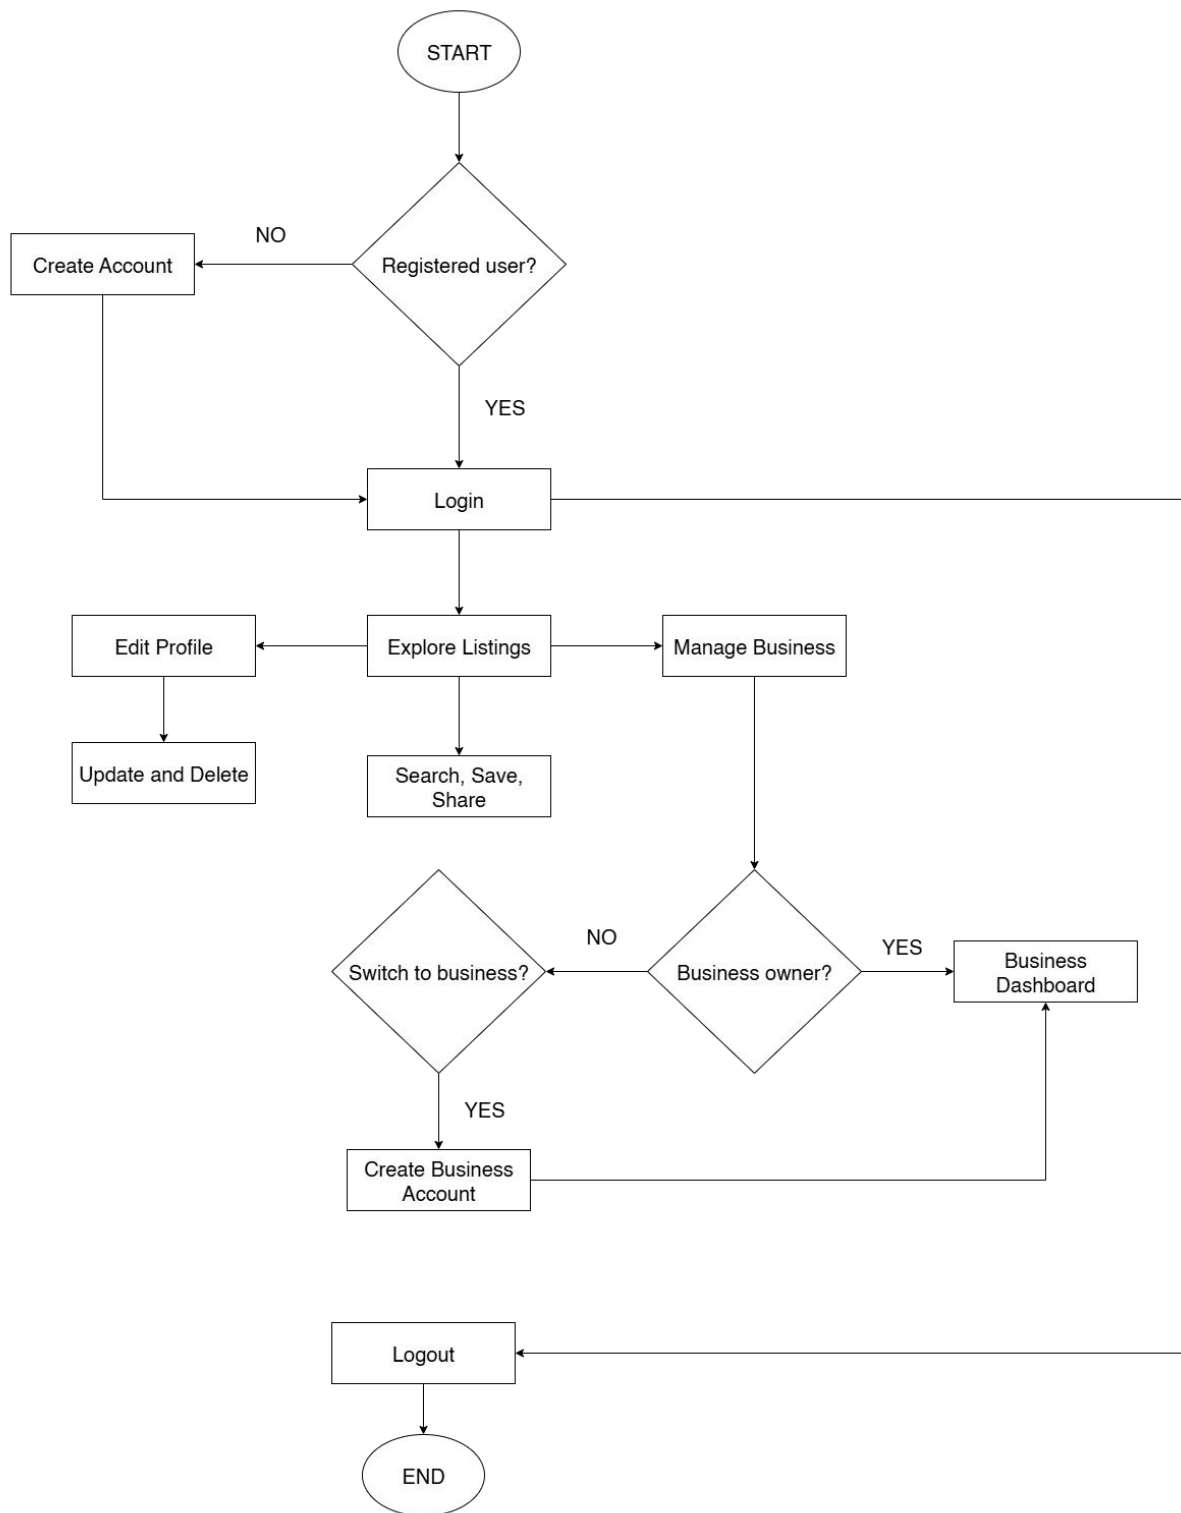 START
NO
Create Account
Registered user?
YES
Login
Edit Profile
Explore Listings
Manage Business
Update and Delete
Search, Save,
Share
NO
YES
Switch to business?
Business owner?
Business
Dashboard
YES
Create Business
Account
Logout
END